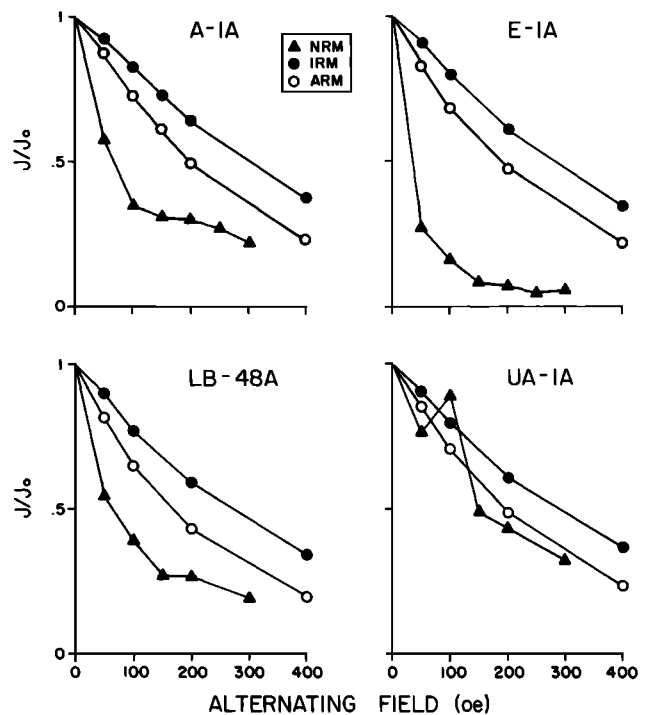 A-1A
E-1A
NRM
IRM
ARM
1
.5
0
J/J₀
LB-48A
UA-1A
1
.5
0
J/J₀
0 100 200 300 400
0 100 200 300 400
ALTERNATING FIELD (oe)